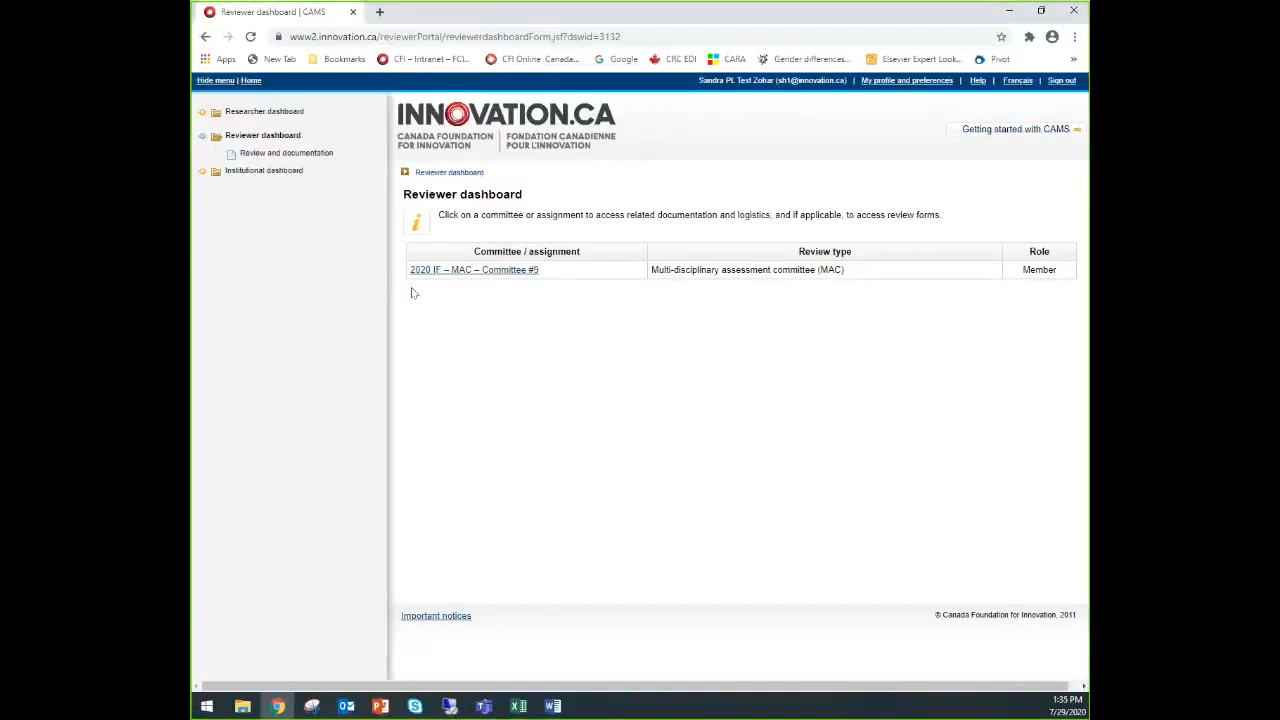 Reviewer dashboard | CAMS
www2.innovation.ca/reviewerPortal/reviewerdashboardForm.jsf?dswid=3132
Apps New Tab Bookmarks CFI – Intranet – FCI... CFI Online Canada... Google CRC EDI CARA Gender differences... Elsevier Expert Look... Pivot »
Hide menu | Home Sandra PL Test Zohar (sh1@innovation.ca) | My profile and preferences | Help | Français | Sign out
Researcher dashboard
Reviewer dashboard
Review and documentation
Institutional dashboard
INNOVATION.CA
CANADA FOUNDATION FOR INNOVATION | FONDATION CANADIENNE POUR L'INNOVATION
Getting started with CAMS
Reviewer dashboard
Reviewer dashboard
Click on a committee or assignment to access related documentation and logistics, and if applicable, to access review forms.
Committee / assignment Review type Role
2020 IF – MAC – Committee #9 Multi-disciplinary assessment committee (MAC) Member
Important notices © Canada Foundation for Innovation, 2011
1:35 PM
7/29/2020